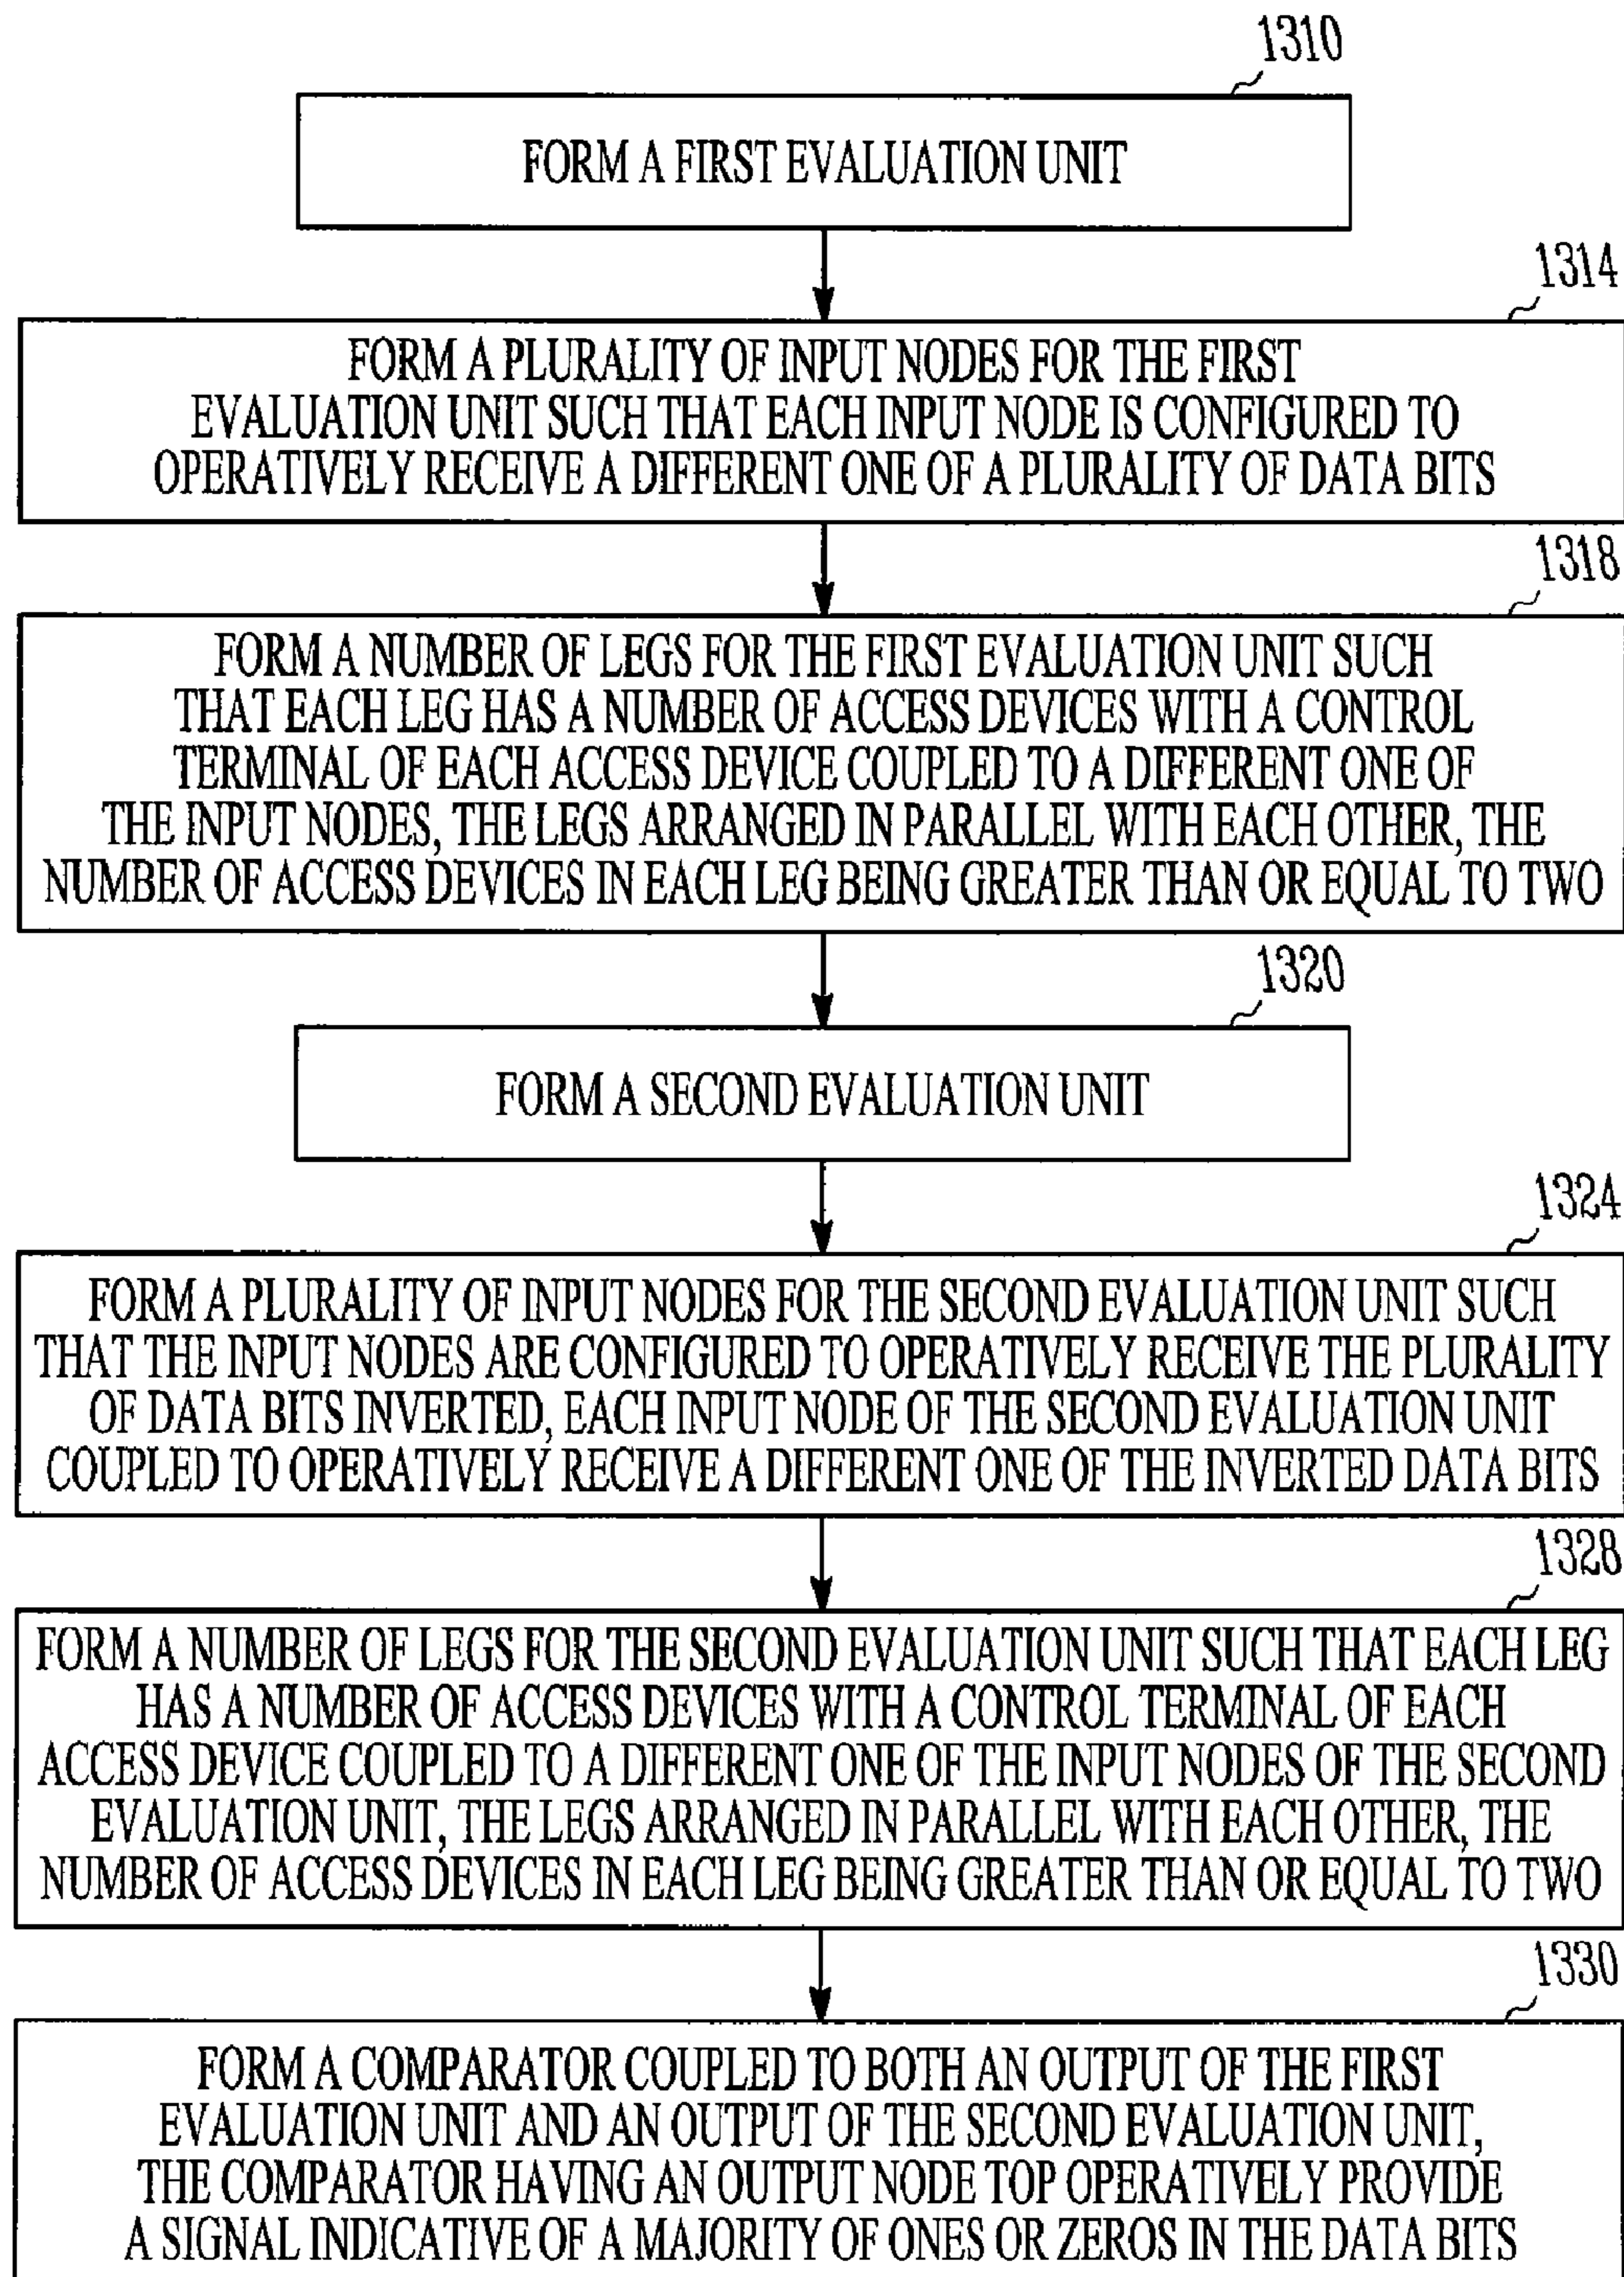 1310
FORM A FIRST EVALUATION UNIT
1314
FORM A PLURALITY OF INPUT NODES FOR THE FIRST
EVALUATION UNIT SUCH THAT EACH INPUT NODE IS CONFIGURED TO
OPERATIVELY RECEIVE A DIFFERENT ONE OF A PLURALITY OF DATA BITS
1318
FORM A NUMBER OF LEGS FOR THE FIRST EVALUATION UNIT SUCH
THAT EACH LEG HAS A NUMBER OF ACCESS DEVICES WITH A CONTROL
TERMINAL OF EACH ACCESS DEVICE COUPLED TO A DIFFERENT ONE OF
THE INPUT NODES, THE LEGS ARRANGED IN PARALLEL WITH EACH OTHER, THE
NUMBER OF ACCESS DEVICES IN EACH LEG BEING GREATER THAN OR EQUAL TO TWO
1320
FORM A SECOND EVALUATION UNIT
1324
FORM A PLURALITY OF INPUT NODES FOR THE SECOND EVALUATION UNIT SUCH
THAT THE INPUT NODES ARE CONFIGURED TO OPERATIVELY RECEIVE THE PLURALITY
OF DATA BITS INVERTED, EACH INPUT NODE OF THE SECOND EVALUATION UNIT
COUPLED TO OPERATIVELY RECEIVE A DIFFERENT ONE OF THE INVERTED DATA BITS
1328
FORM A NUMBER OF LEGS FOR THE SECOND EVALUATION UNIT SUCH THAT EACH LEG
HAS A NUMBER OF ACCESS DEVICES WITH A CONTROL TERMINAL OF EACH
ACCESS DEVICE COUPLED TO A DIFFERENT ONE OF THE INPUT NODES OF THE SECOND
EVALUATION UNIT, THE LEGS ARRANGED IN PARALLEL WITH EACH OTHER, THE
NUMBER OF ACCESS DEVICES IN EACH LEG BEING GREATER THAN OR EQUAL TO TWO
1330
FORM A COMPARATOR COUPLED TO BOTH AN OUTPUT OF THE FIRST
EVALUATION UNIT AND AN OUTPUT OF THE SECOND EVALUATION UNIT,
THE COMPARATOR HAVING AN OUTPUT NODE TOP OPERATIVELY PROVIDE
A SIGNAL INDICATIVE OF A MAJORITY OF ONES OR ZEROS IN THE DATA BITS